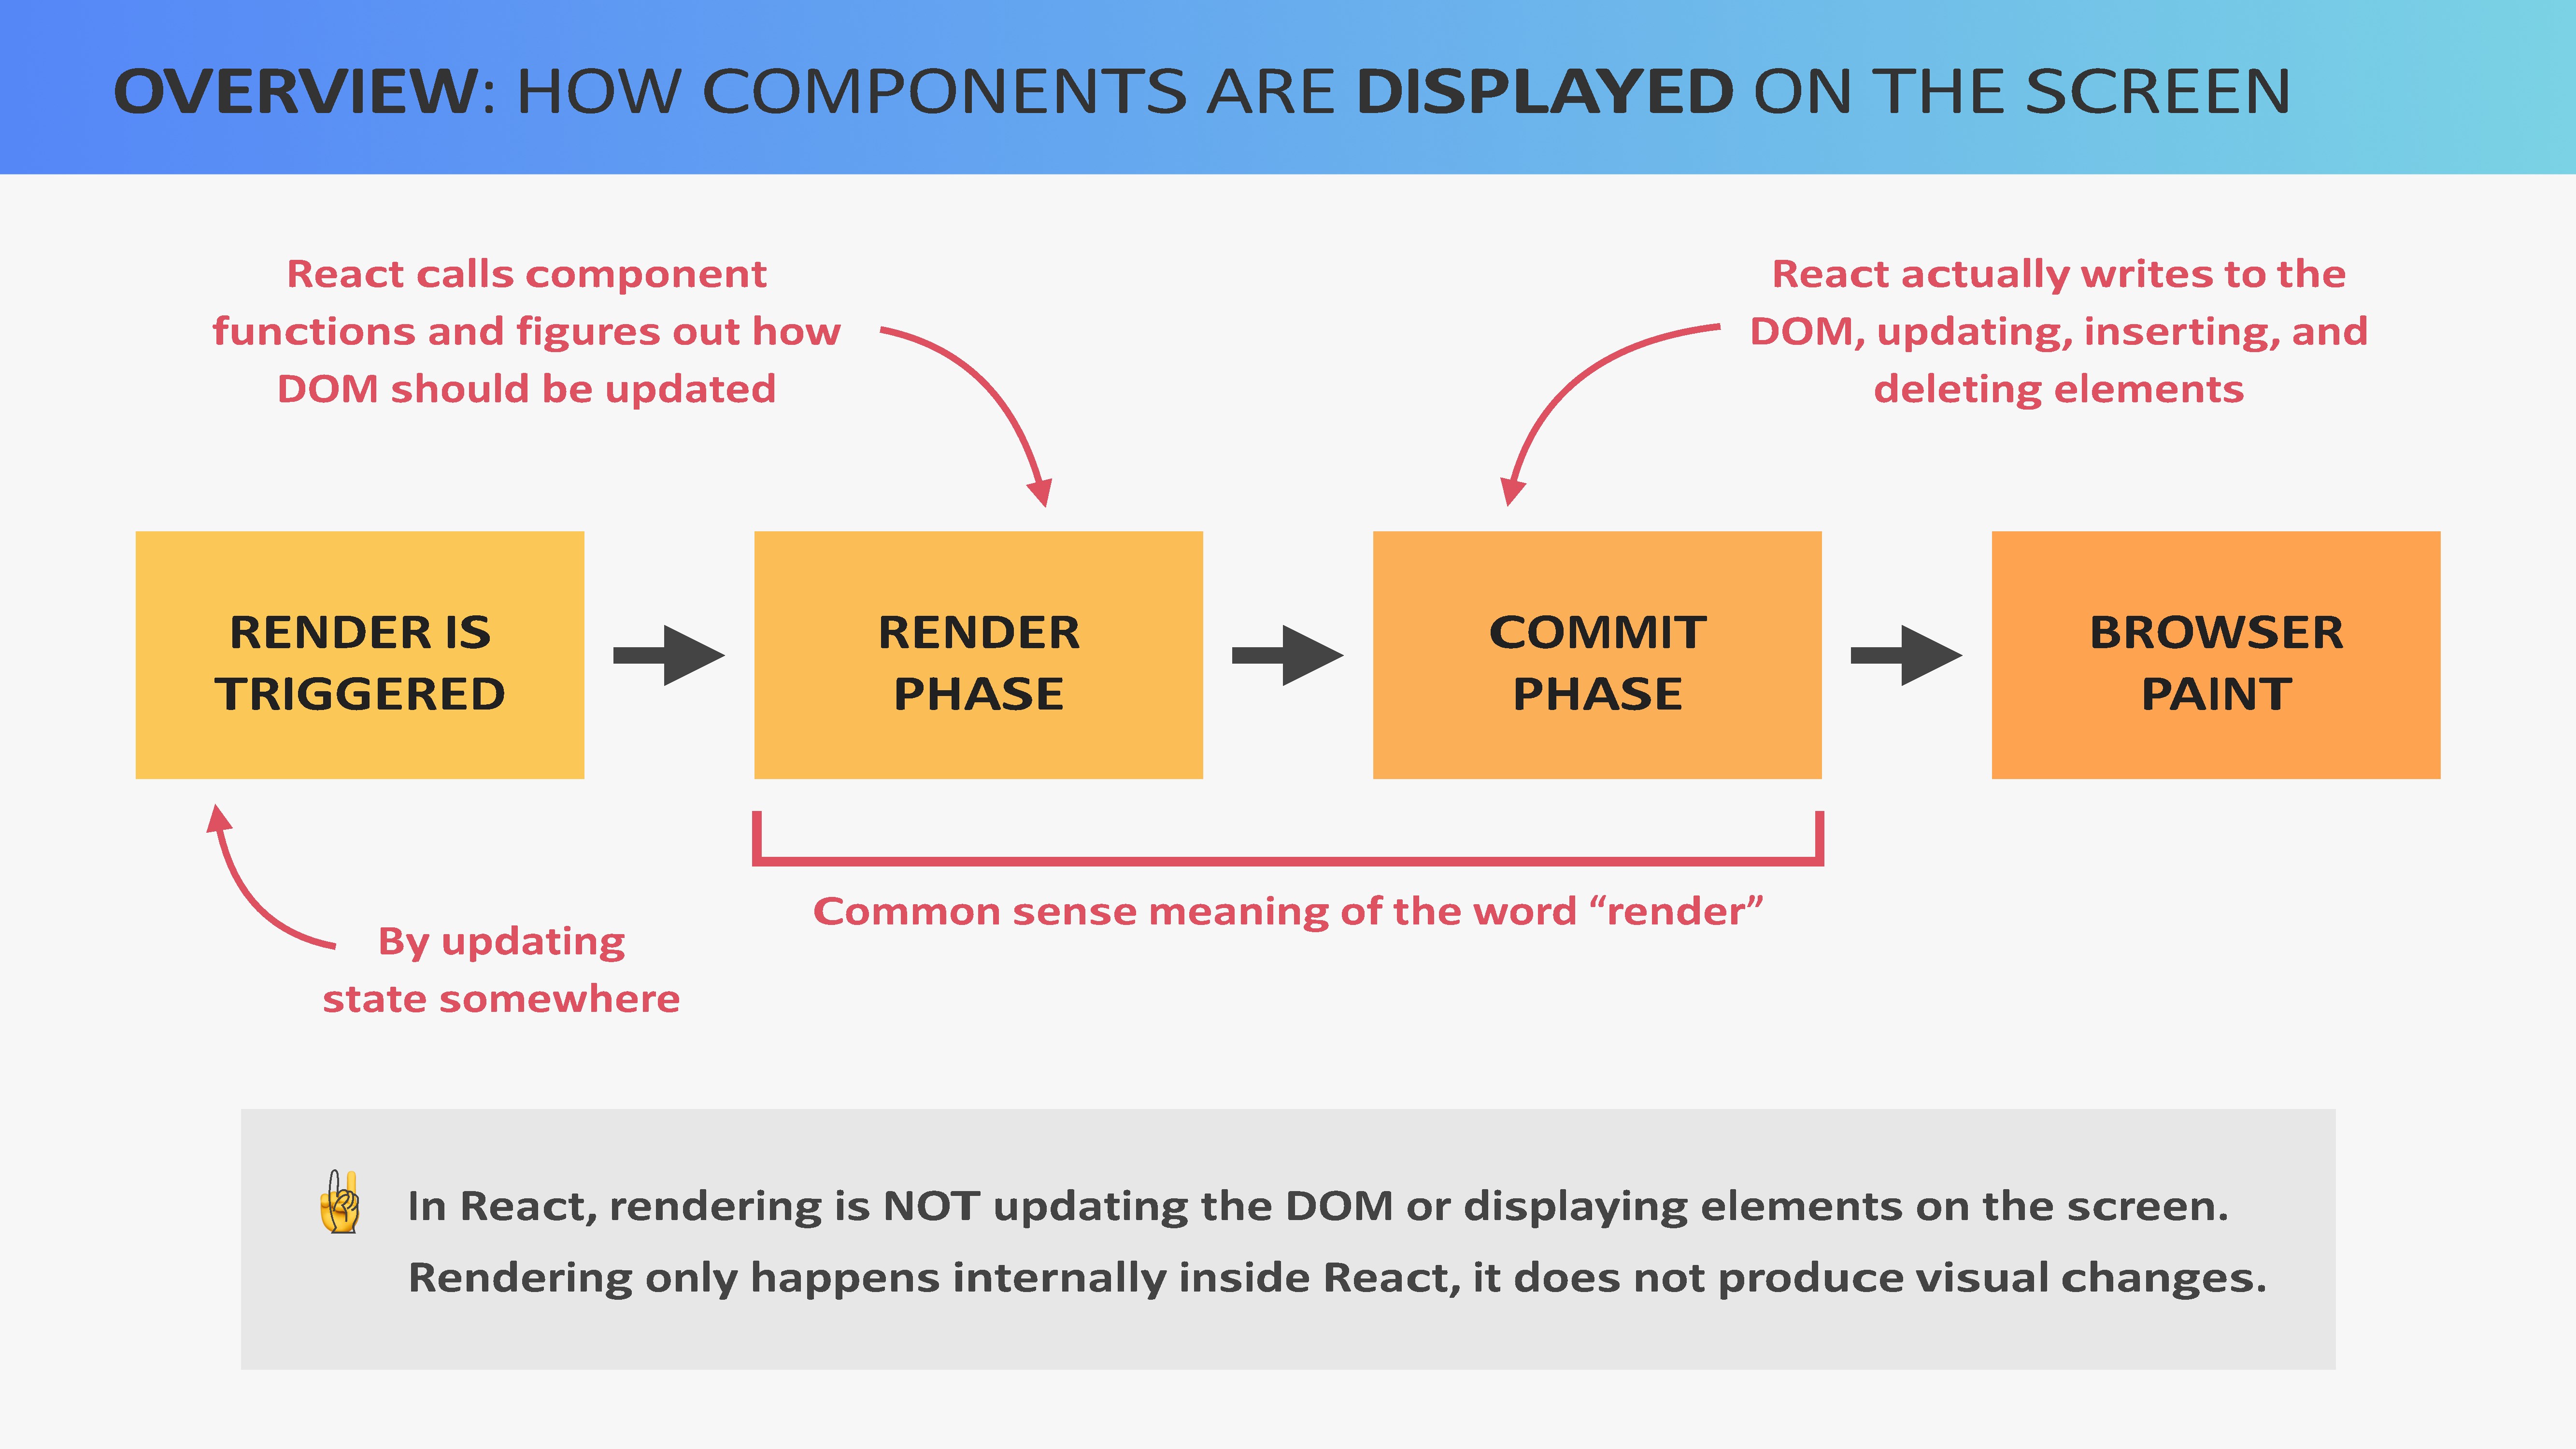 OVERVIEW: HOW COMPONENTS ARE DISPLAYED ON THE SCREEN
React calls component
functions and figures out how
DOM should be updated
React actually writes to the
DOM, updating, inserting, and
deleting elements
RENDER IS
TRIGGERED
RENDER
PHASE
COMMIT
PHASE
BROWSER
PAINT
By updating
state somewhere
Common sense meaning of the word “render”
In React, rendering is NOT updating the DOM or displaying elements on the screen.
Rendering only happens internally inside React, it does not produce visual changes.